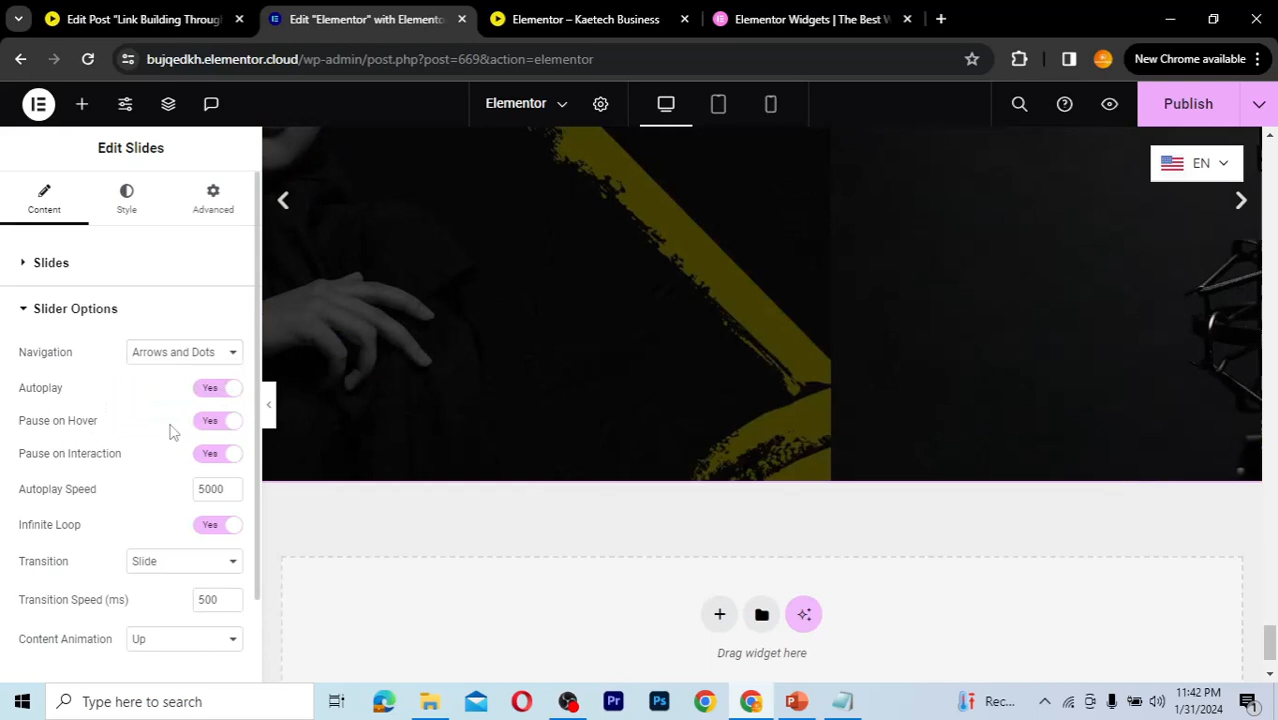 Edit Post "Link Building Throug
Edit "Elementor" with Elemento
Elementor – Kaetech Business
Elementor Widgets | The Best W
bujqedkh.elementor.cloud/wp-admin/post.php?post=669&action=elementor
New Chrome available
Elementor
Publish
Edit Slides
Content
Style
Advanced
EN
Slides
Slider Options
Navigation
Arrows and Dots
Autoplay
Yes
Pause on Hover
Yes
Pause on Interaction
Yes
Autoplay Speed
5000
Infinite Loop
Yes
Transition
Slide
Transition Speed (ms)
500
Content Animation
Up
Drag widget here
Type here to search
Pr
Ps
Rec...
11:42 PM
1/31/2024
1